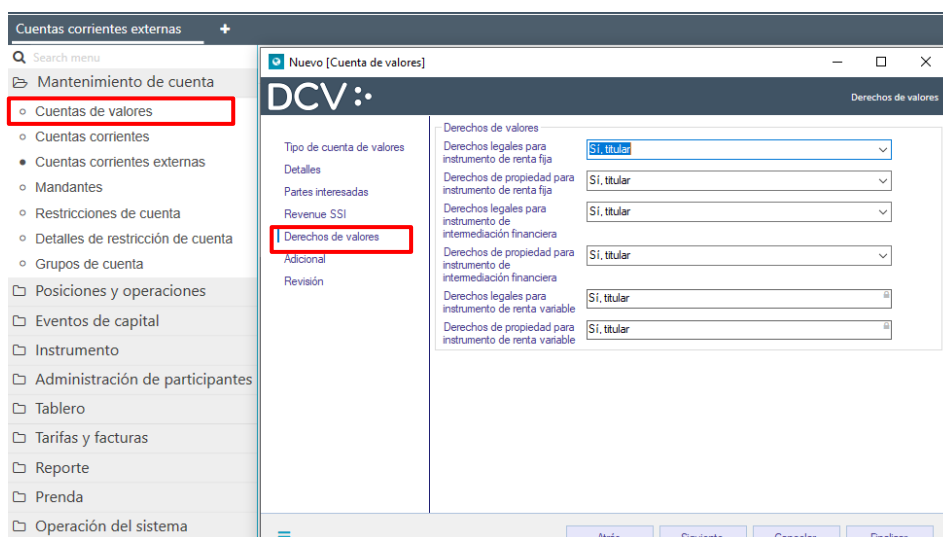 Cuentas corrientes externas +
Search menu
Mantenimiento de cuenta
Cuentas de valores
Cuentas corrientes
Cuentas corrientes externas
Mandantes
Restricciones de cuenta
Detalles de restricción de cuenta
Grupos de cuenta
Posiciones y operaciones
Eventos de capital
Instrumento
Administración de participantes
Tablero
Tarifas y facturas
Reporte
Prenda
Operación del sistema
Nuevo [Cuenta de valores]
DCV
Derechos de valores
Tipo de cuenta de valores
Detalles
Partes interesadas
Revenue SSI
Derechos de valores
Adicional
Revisión
Derechos de valores
Derechos legales para
instrumento de renta fija
Sí, titular
Derechos de propiedad para
instrumento de renta fija
Sí, titular
Derechos legales para
instrumento de
intermediación financiera
Sí, titular
Derechos de propiedad para
instrumento de
intermediación financiera
Sí, titular
Derechos legales para
instrumento de renta variable
Sí, titular
Derechos de propiedad para
instrumento de renta variable
Sí, titular
Atrás
Siguiente
Cancelar
Finalizar